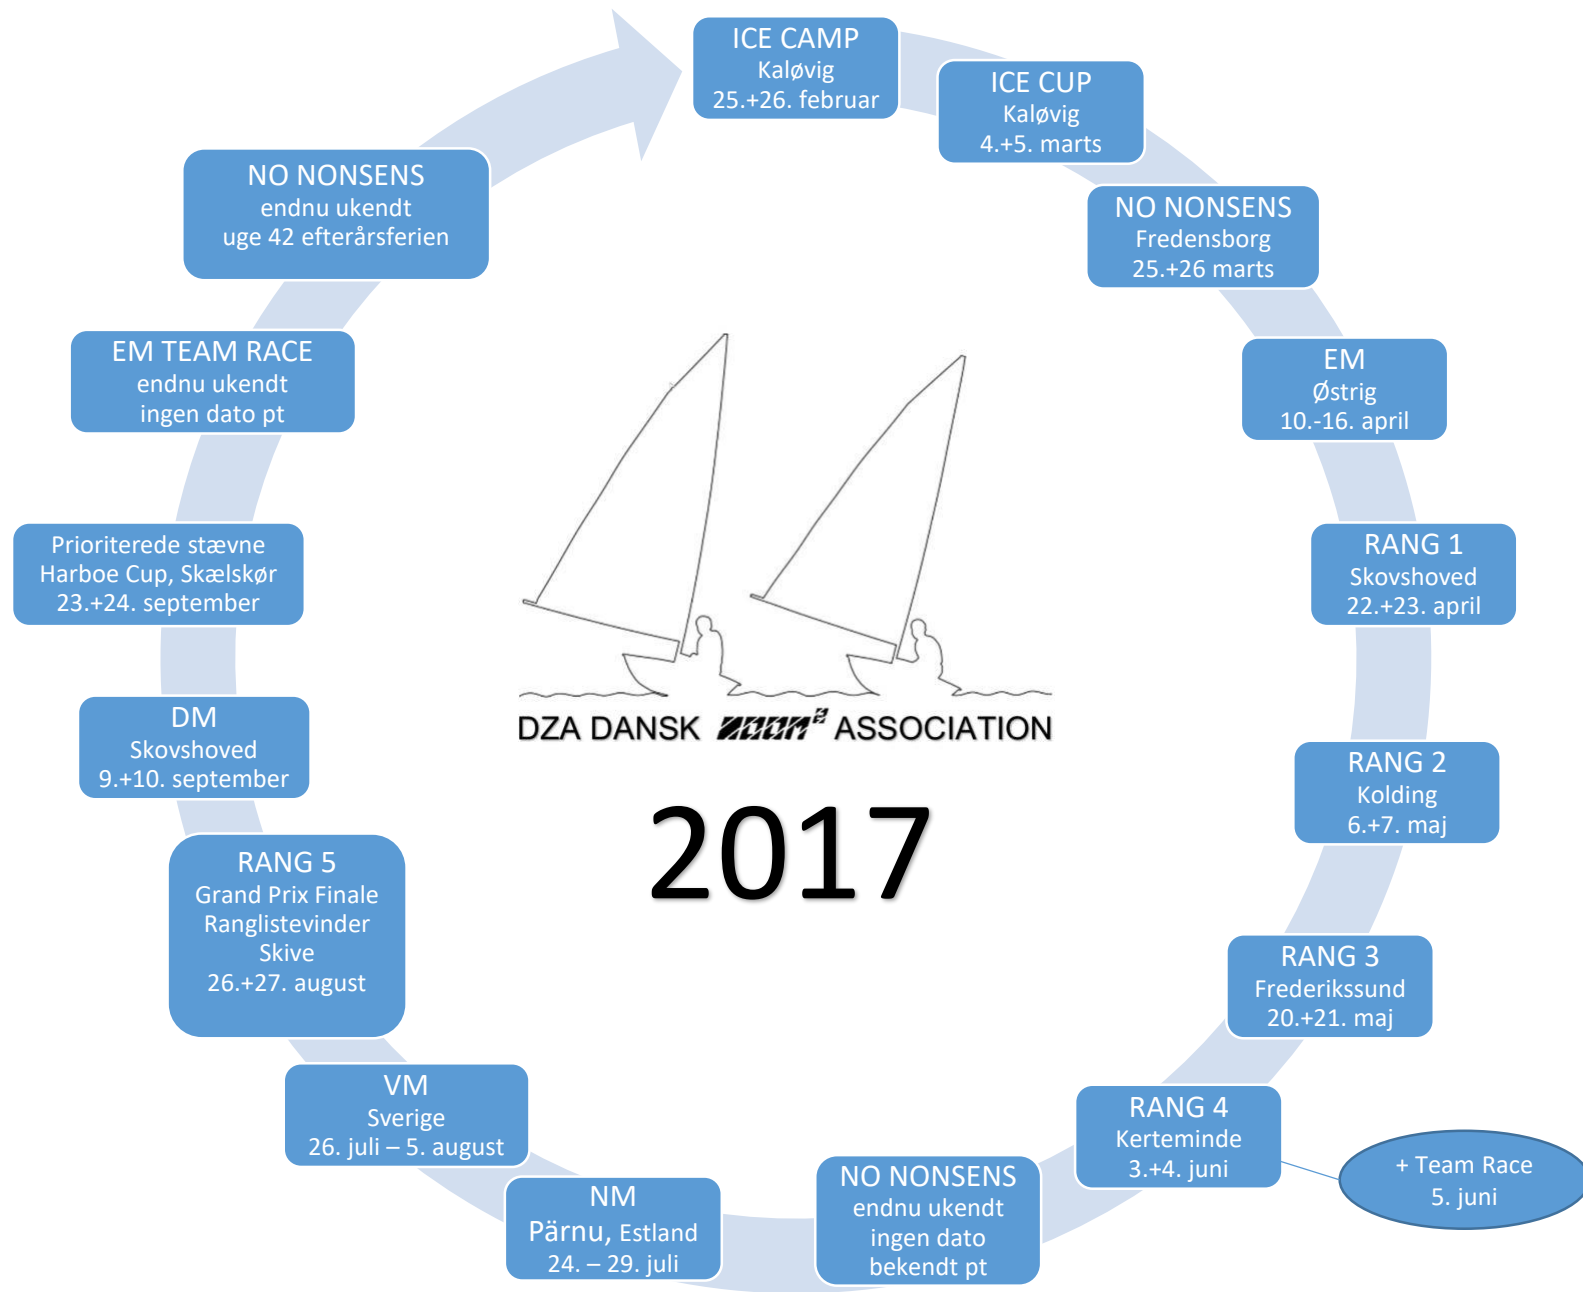 ICE CAMP
Kaløvig
25.+26. februar
ICE CUP
Kaløvig
4.+5. marts
NO NONSENS
Fredensborg
25.+26 marts
EM
Østrig
10.-16. april
RANG 1
Skovshoved
22.+23. april
RANG 2
Kolding
6.+7. maj
RANG 3
Frederikssund
20.+21. maj
RANG 4
Kerteminde
3.+4. juni
+ Team Race
5. juni
NO NONSENS
endnu ukendt
ingen dato
bekendt pt
NM
Pärnu, Estland
24. – 29. juli
VM
Sverige
26. juli – 5. august
RANG 5
Grand Prix Finale
Ranglistevinder
Skive
26.+27. august
DM
Skovshoved
9.+10. september
Prioriterede stævne
Harboe Cup, Skælskør
23.+24. september
EM TEAM RACE
endnu ukendt
ingen dato pt
NO NONSENS
endnu ukendt
uge 42 efterårsferien
DZA DANSK ZOOM8 ASSOCIATION
2017